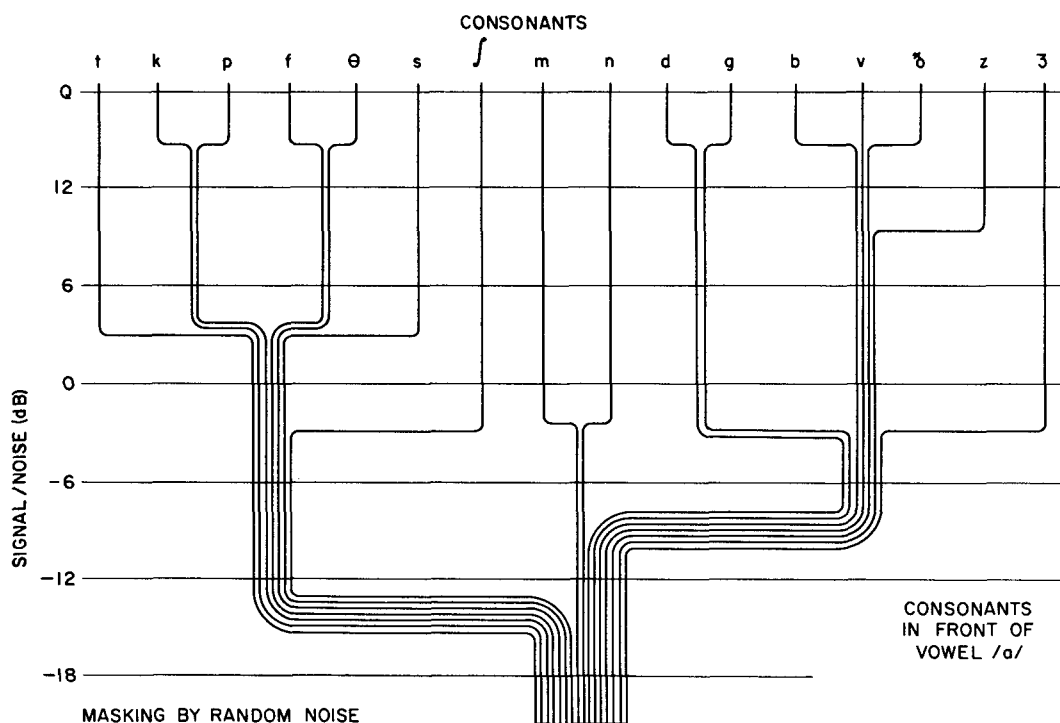 CONSONANTS
t k p f θ s ʃ m n d g b v ð z ʒ
Q
12
6
0
-6
-12
-18
SIGNAL/NOISE (dB)
CONSONANTS
IN FRONT OF
VOWEL /a/
MASKING BY RANDOM NOISE